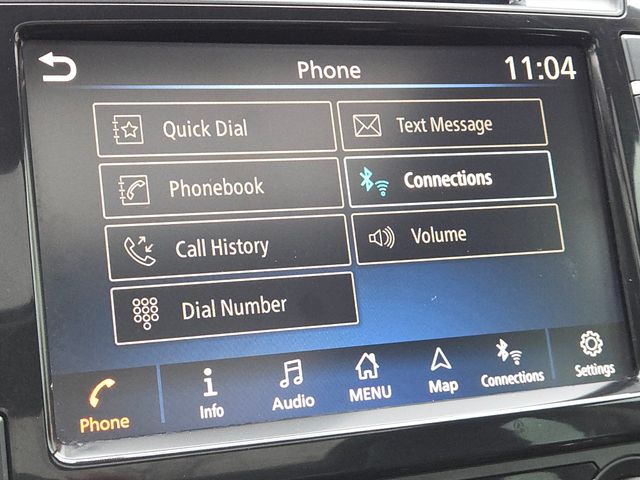 Phone
11:04
Quick Dial
Text Message
Phonebook
Connections
Call History
Volume
Dial Number
Phone
Info
Audio
MENU
Map
Connections
Settings